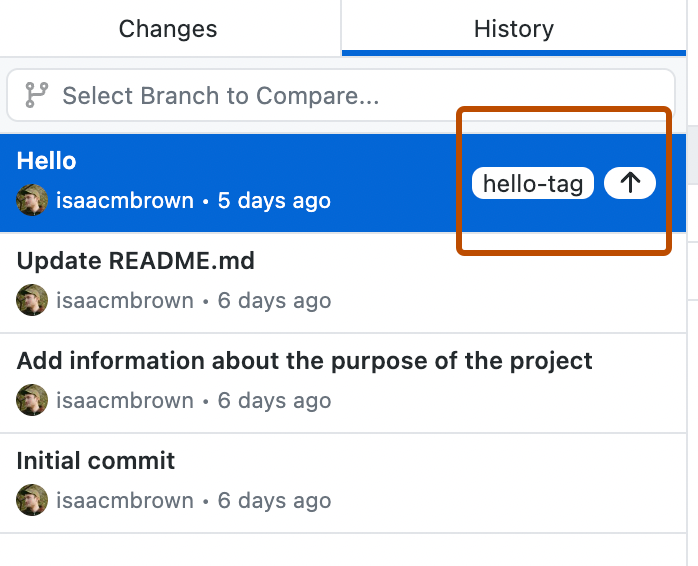 Changes
History
Select Branch to Compare...
Hello
isaacmbrown • 5 days ago
hello-tag
Update README.md
isaacmbrown • 6 days ago
Add information about the purpose of the project
isaacmbrown • 6 days ago
Initial commit
isaacmbrown • 6 days ago